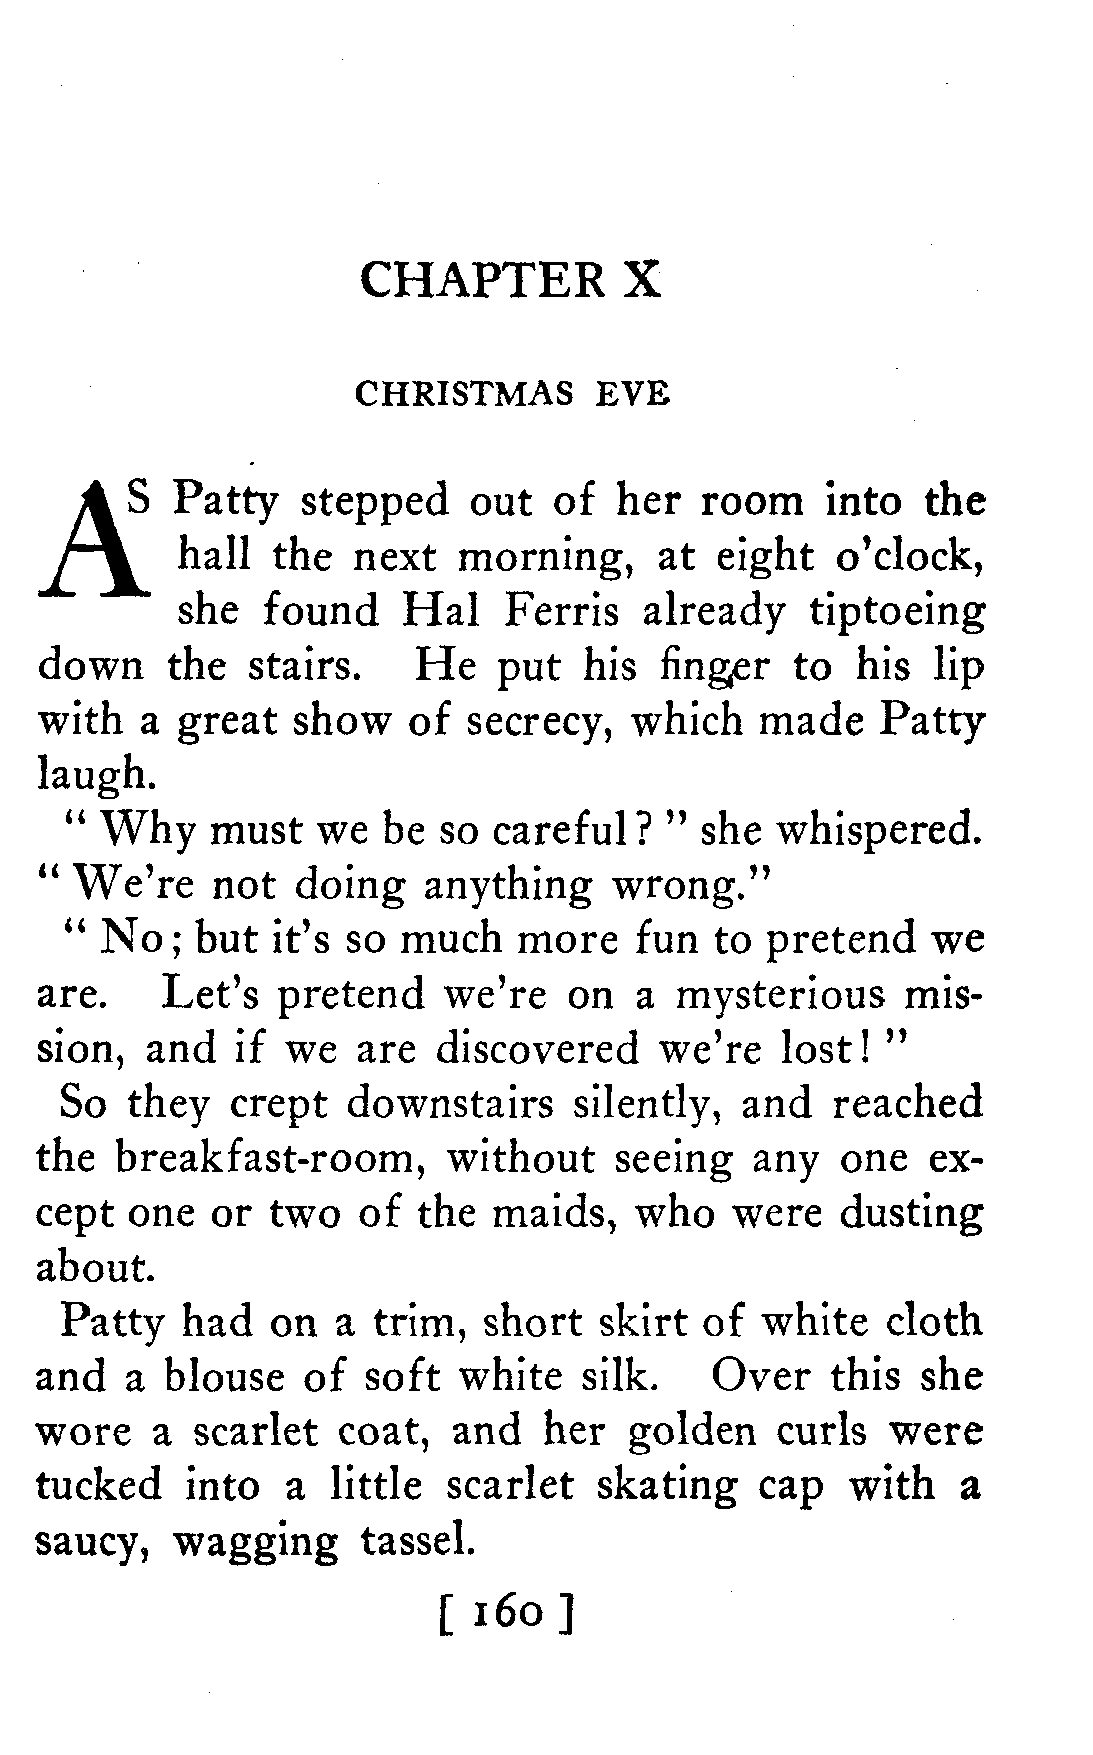 CHAPTER X
CHRISTMAS EVE
AS Patty stepped out of her room into the
hall the next morning, at eight o'clock,
she found Hal Ferris already tiptoeing
down the stairs. He put his finger to his lip
with a great show of secrecy, which made Patty
laugh.
" Why must we be so careful? " she whispered.
" We're not doing anything wrong."
" No; but it's so much more fun to pretend we
are. Let's pretend we're on a mysterious mis-
sion, and if we are discovered we're lost! "
So they crept downstairs silently, and reached
the breakfast-room, without seeing any one ex-
cept one or two of the maids, who were dusting
about.
Patty had on a trim, short skirt of white cloth
and a blouse of soft white silk. Over this she
wore a scarlet coat, and her golden curls were
tucked into a little scarlet skating cap with a
saucy, wagging tassel.
[ 160 ]